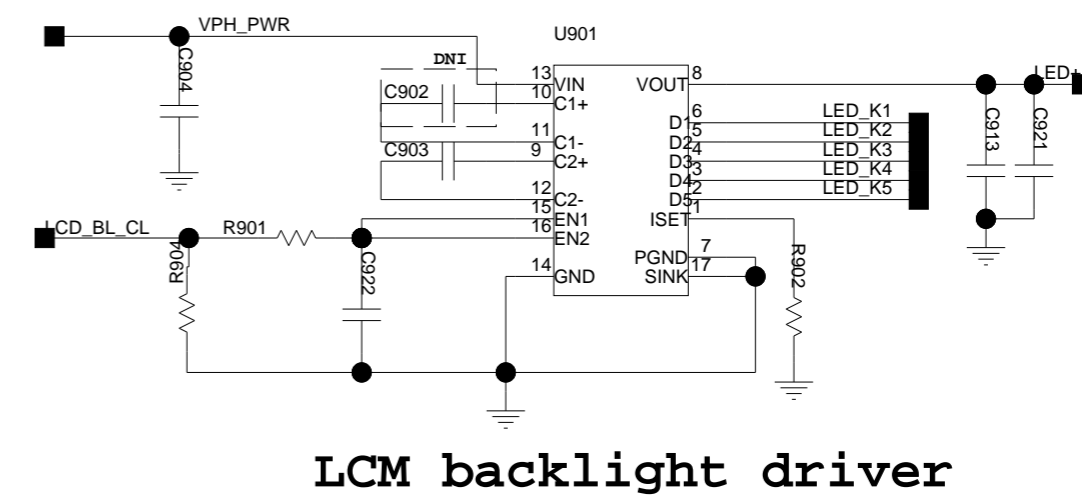 VPH_PWR
U901
C904
DNI
C902
C903
13
VIN
10
C1+
11
C1-
9
C2+
12
C2-
15
EN1
16
EN2
14
GND
VOUT
8
D1
6
D2
5
D3
4
D4
3
D5
2
ISET
1
PGND
7
SINK
17
LED_K1
LED_K2
LED_K3
LED_K4
LED_K5
LED+
C913
C921
LCD_BL_CL
R901
R904
C922
R902
LCM backlight driver